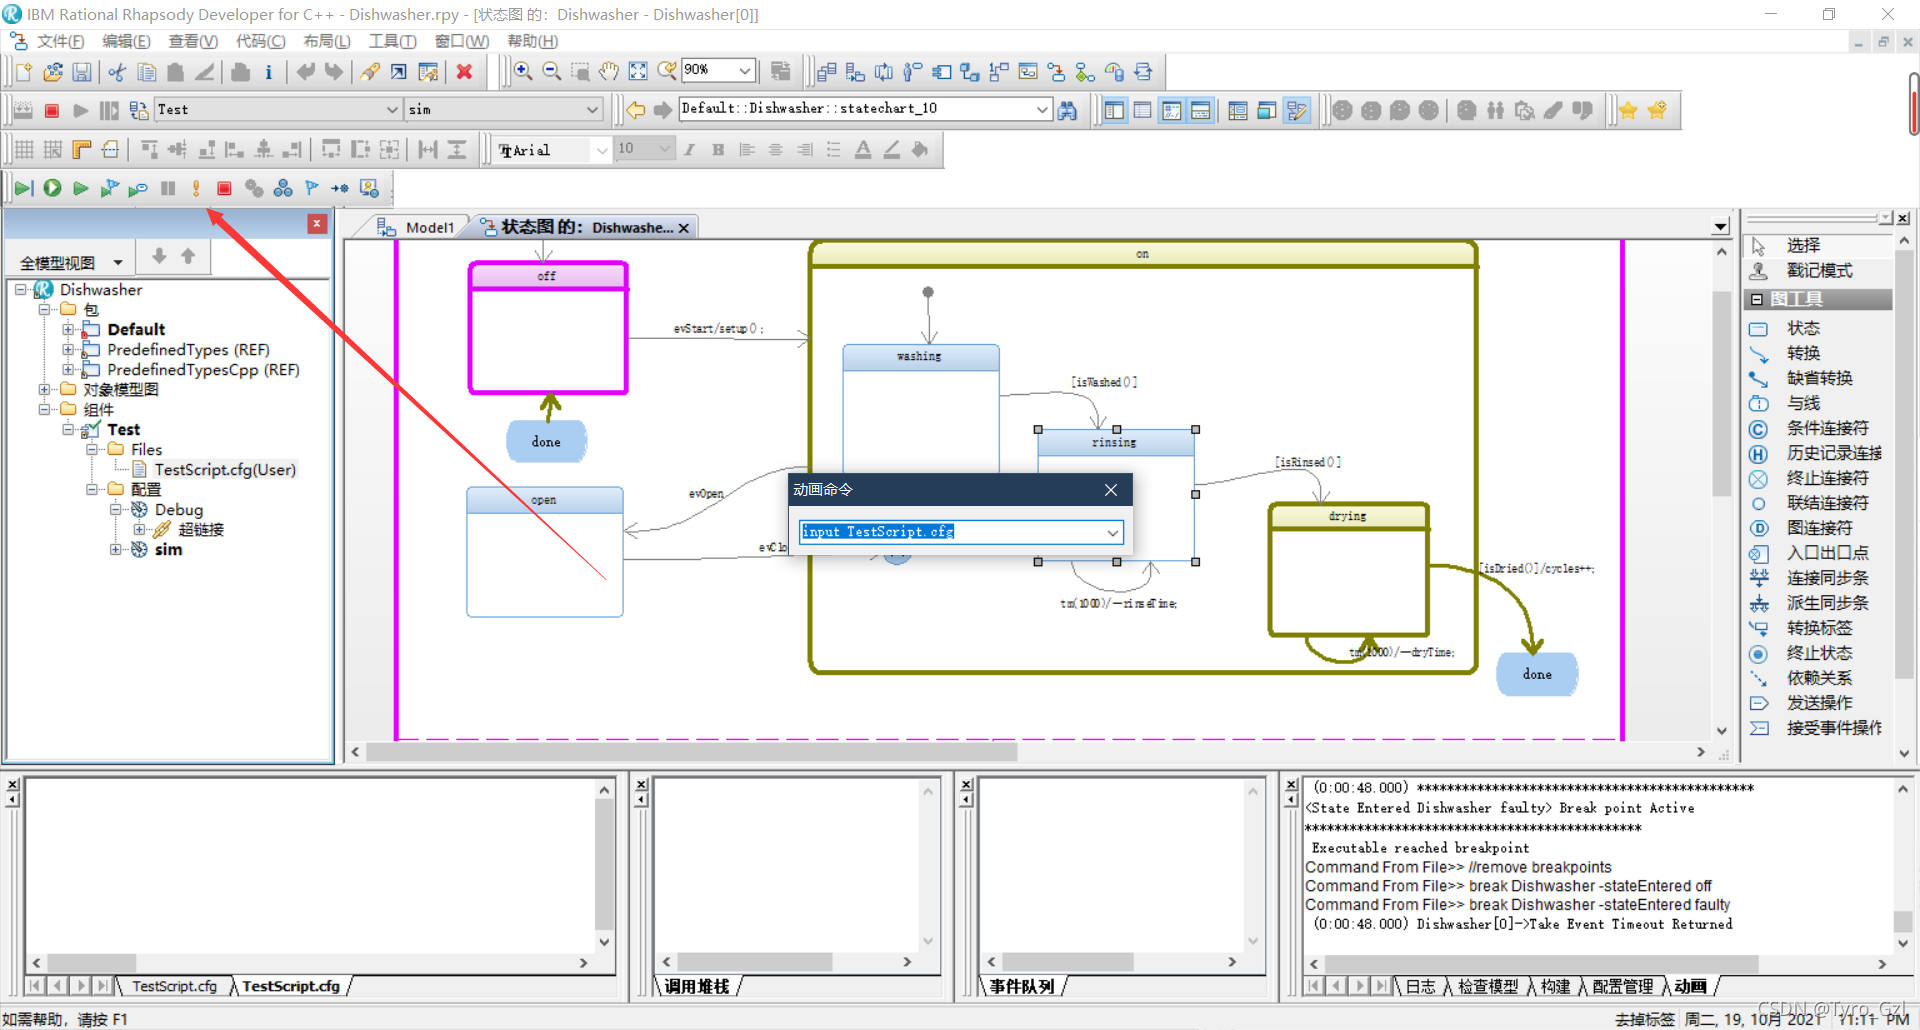 IBM Rational Rhapsody Developer for C++ - Dishwasher.rpy - [状态图 的: Dishwasher - Dishwasher[0]]
文件(F) 编辑(E) 查看(V) 代码(C) 布局(L) 工具(T) 窗口(W) 帮助(H)
90%
Test sim Default::Dishwasher::statechart_10
Arial 10
全模型视图
Dishwasher
包
Default
PredefinedTypes (REF)
PredefinedTypesCpp (REF)
对象模型图
组件
Test
Files
TestScript.cfg(User)
配置
Debug
超链接
sim
Model1 状态图 的: Dishwashe...
on
off
evStart/setup();
washing
[isWashed()]
done
rinsing
[isRinsed()]
evOpen
open
动画命令
input TestScript.cfg
drying
evClo
[isDried()]/cycles++;
tm(1000)/--rinseTime;
tm(1000)/--dryTime;
done
选择
戳记模式
图工具
状态
转换
缺省转换
与线
条件连接符
历史记录连接
终止连接符
联结连接符
图连接符
入口出口点
连接同步条
派生同步条
转换标签
终止状态
依赖关系
发送操作
接受事件操作
TestScript.cfg TestScript.cfg
调用堆栈
事件队列
(0:00:48.000) *********************************************
<State Entered Dishwasher faulty> Break point Active
*********************************************
Executable reached breakpoint
Command From File>> //remove breakpoints
Command From File>> break Dishwasher -stateEntered off
Command From File>> break Dishwasher -stateEntered faulty
(0:00:48.000) Dishwasher[0]->Take Event Timeout Returned
日志 检查模型 构建 配置管理 动画
如需帮助，请按 F1
去掉标签 周二, 19, 10月 2021 11:11 PM
CSDN @Tyro_Gzl